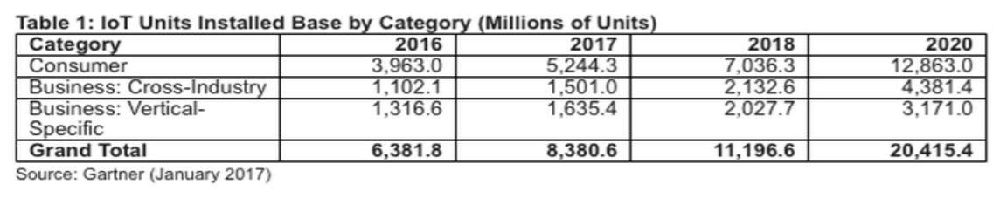 Table 1: IoT Units Installed Base by Category (Millions of Units)
Category 2016 2017 2018 2020
Consumer 3,963.0 5,244.3 7,036.3 12,863.0
Business: Cross-Industry 1,102.1 1,501.0 2,132.6 4,381.4
Business: Vertical- 1,316.6 1,635.4 2,027.7 3,171.0
Specific
Grand Total 6,381.8 8,380.6 11,196.6 20,415.4
Source: Gartner (January 2017)